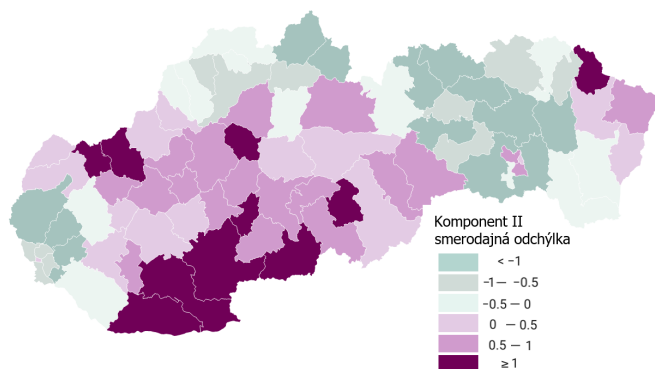 Komponent II
smerodajná odchýlka
< −1
−1 — −0.5
−0.5 — 0
0 — 0.5
0.5 — 1
≥ 1